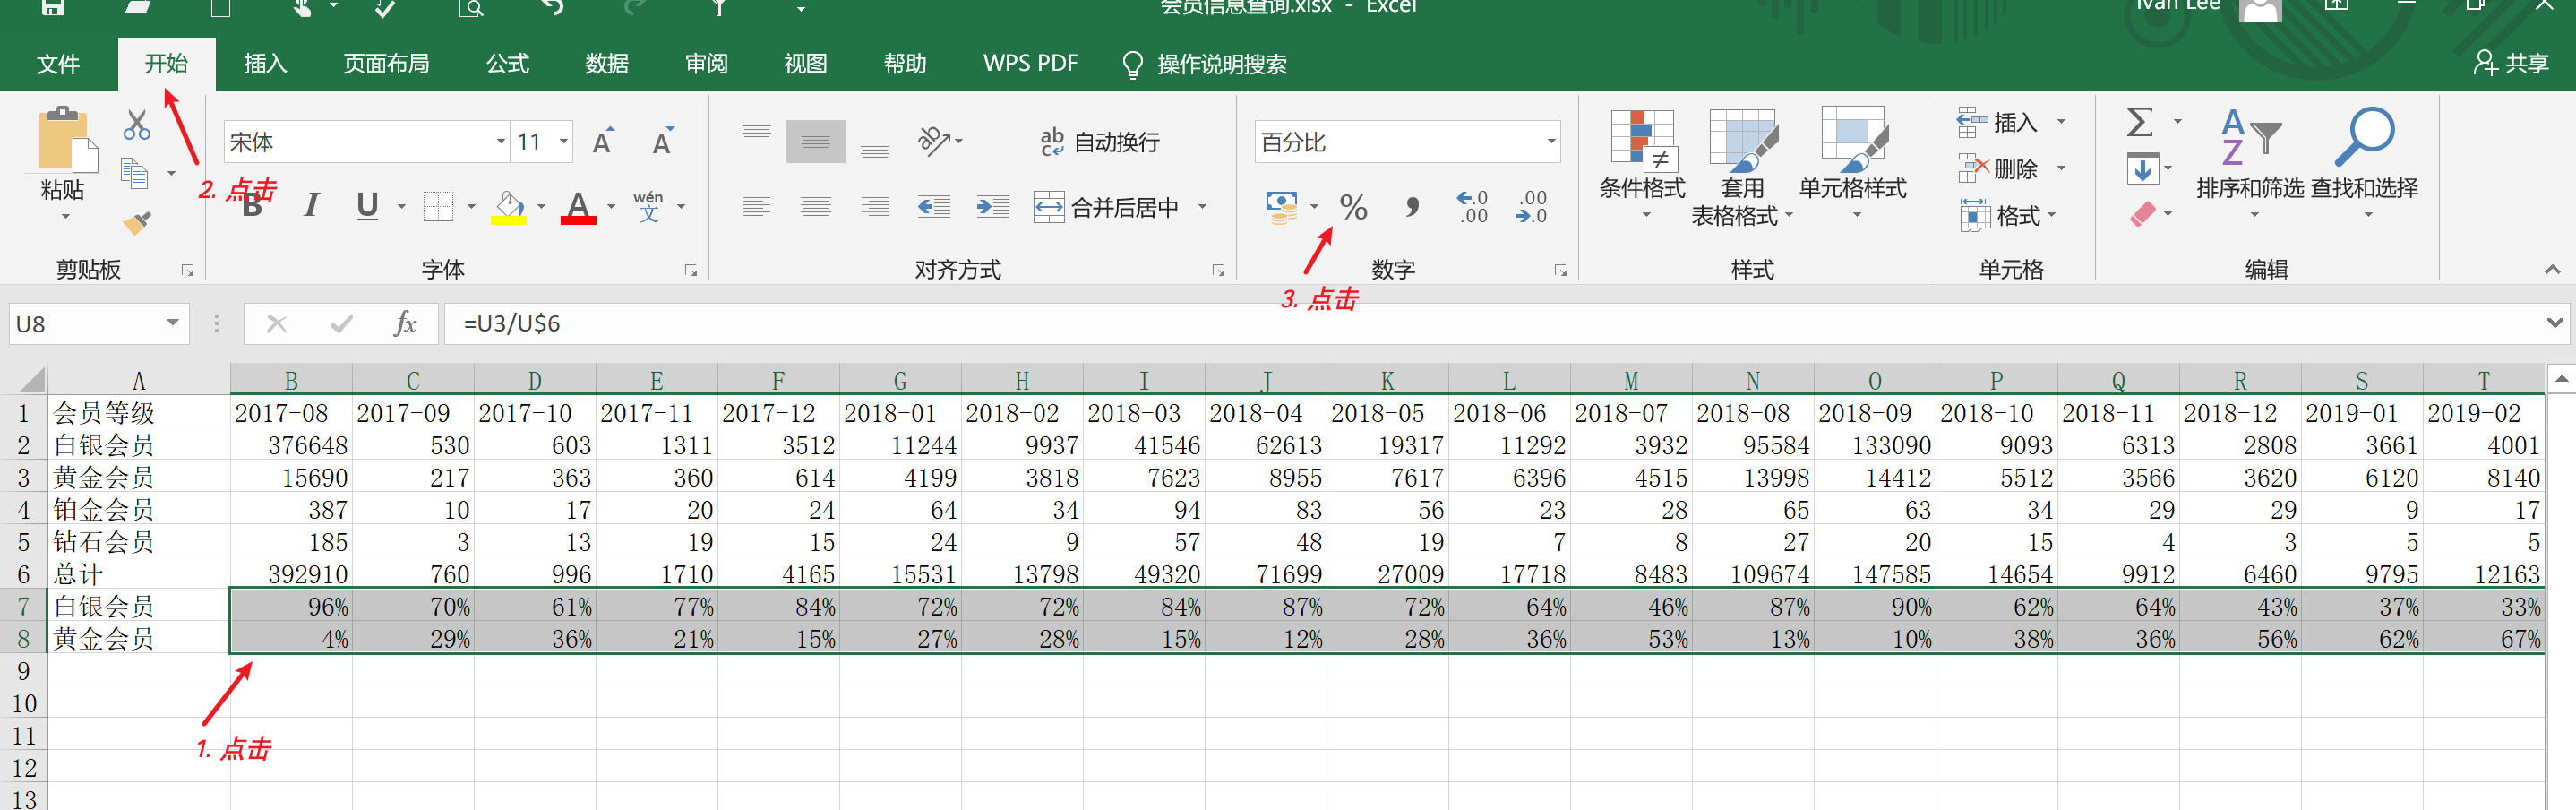 会员信息查询.xlsx - Excel
Ivan Lee
文件 开始 插入 页面布局 公式 数据 审阅 视图 帮助 WPS PDF 操作说明搜索 共享
宋体 11 A A ab c 自动换行 百分比 ≠ 插入 Σ A Z
粘贴 2. 点击 删除 条件格式 套用 单元格样式 排序和筛选 查找和选择
B I U A wén 文 合并后居中 % , .0 .00 .00 .0 表格格式 格式
剪贴板 字体 对齐方式 数字 样式 单元格 编辑
3. 点击
U8 fx =U3/U$6
A B C D E F G H I J K L M N O P Q R S T
1 会员等级 2017-08 2017-09 2017-10 2017-11 2017-12 2018-01 2018-02 2018-03 2018-04 2018-05 2018-06 2018-07 2018-08 2018-09 2018-10 2018-11 2018-12 2019-01 2019-02
2 白银会员 376648 530 603 1311 3512 11244 9937 41546 62613 19317 11292 3932 95584 133090 9093 6313 2808 3661 4001
3 黄金会员 15690 217 363 360 614 4199 3818 7623 8955 7617 6396 4515 13998 14412 5512 3566 3620 6120 8140
4 铂金会员 387 10 17 20 24 64 34 94 83 56 23 28 65 63 34 29 29 9 17
5 钻石会员 185 3 13 19 15 24 9 57 48 19 7 8 27 20 15 4 3 5 5
6 总计 392910 760 996 1710 4165 15531 13798 49320 71699 27009 17718 8483 109674 147585 14654 9912 6460 9795 12163
7 白银会员 96% 70% 61% 77% 84% 72% 72% 84% 87% 72% 64% 46% 87% 90% 62% 64% 43% 37% 33%
8 黄金会员 4% 29% 36% 21% 15% 27% 28% 15% 12% 28% 36% 53% 13% 10% 38% 36% 56% 62% 67%
9
10
11
1. 点击
12
13